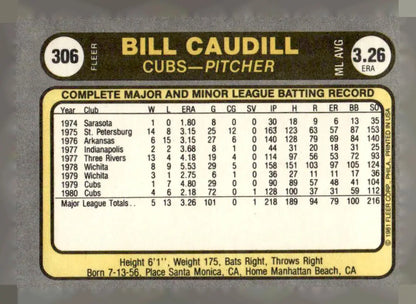 306
FLEER
BILL CAUDILL
CUBS—PITCHER
ML AVG
3.26
ERA
COMPLETE MAJOR AND MINOR LEAGUE BATTING RECORD
Year Club W L ERA G CG SV IP H R ER BB SO
1974 Sarasota 1 0 1.80 8 0 0 30 18 9 6 13 35
1975 St. Petersburg 14 8 3.15 25 12 0 163 123 63 57 87 153
1976 Arkansas 6 15 3.15 27 6 0 140 128 79 69 84 140
1977 Indianapolis 2 3 3.68 8 1 0 44 31 20 18 27 34
1977 Three Rivers 13 4 4.18 19 4 0 114 97 56 53 72 93
1978 Wichita 8 9 5.53 29 5 0 158 151 103 97 100 124
1979 Wichita 3 1 2.75 6 1 0 36 27 11 11 17 36
1979 Cubs 1 7 4.80 29 0 0 90 89 57 48 41 104
1980 Cubs 4 6 2.18 72 0 1 128 100 37 31 59 112
Major League Totals.. 5 13 3.26 101 0 1 218 189 94 79 100 216
Height 6'1", Weight 175, Bats Right, Throws Right
Born 7-13-56, Place Santa Monica, CA, Home Manhattan Beach, CA
© 1981 FLEER CORP., PHILA. PRINTED IN USA